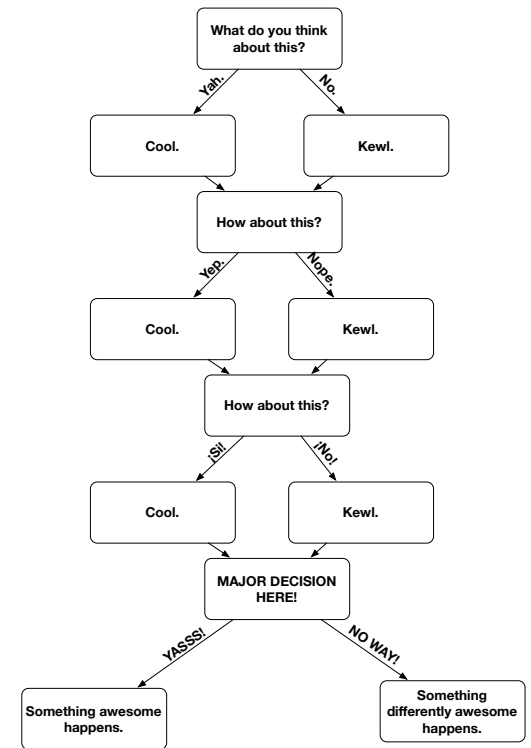 What do you think
about this?
Yah.
No.
Cool.
Kewl.
How about this?
Yep.
Nope.
Cool.
Kewl.
How about this?
¡Si!
¡No!
Cool.
Kewl.
MAJOR DECISION
HERE!
YASSS!
NO WAY!
Something awesome
happens.
Something
differently awesome
happens.